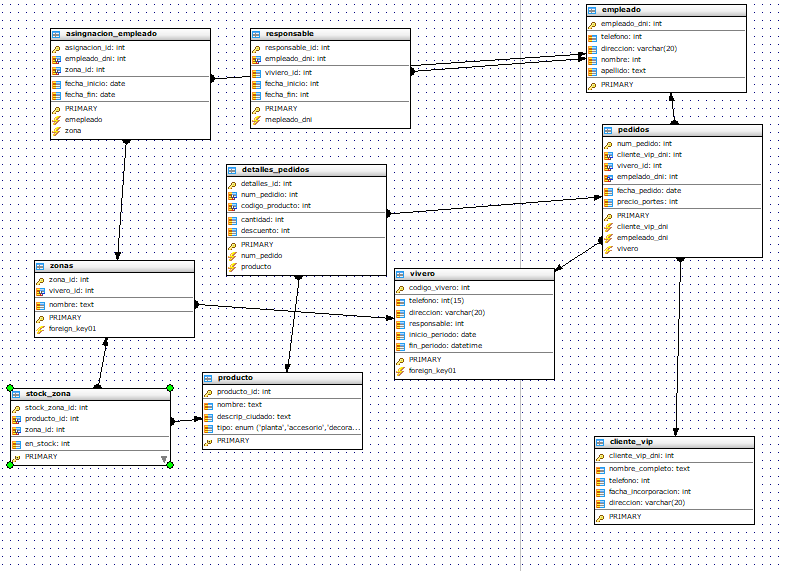 asignacion_empleado
asignacion_id: int
empleado_dni: int
zona_id: int
fecha_inicio: date
fecha_fin: date
PRIMARY
emepleado
zona
responsable
responsable_id: int
empleado_dni: int
viviero_id: int
fecha_inicio: int
fecha_fin: int
PRIMARY
mepleado_dni
empleado
empleado_dni: int
telefono: int
direccion: varchar(20)
nombre: int
apellido: text
PRIMARY
pedidos
num_pedido: int
cliente_vip_dni: int
vivero_id: int
empelado_dni: int
fecha_pedido: date
precio_portes: int
PRIMARY
cliente_vip_dni
empeleado_dni
vivero
detalles_pedidos
detalles_id: int
num_pedidio: int
codigo_producto: int
cantidad: int
descuento: int
PRIMARY
num_pedido
producto
zonas
zona_id: int
vivero_id: int
nombre: text
PRIMARY
foreign_key01
vivero
codigo_vivero: int
telefono: int(15)
direccion: varchar(20)
responsable: int
inicio_periodo: date
fin_periodo: datetime
PRIMARY
foreign_key01
stock_zona
stock_zona_id: int
producto_id: int
zona_id: int
en_stock: int
PRIMARY
producto
producto_id: int
nombre: text
descrip_ciudado: text
tipo: enum ('planta','accesorio','decora...
PRIMARY
cliente_vip
cliente_vip_dni: int
nombre_completo: text
telefono: int
facha_incorporacion: int
direccion: varchar(20)
PRIMARY